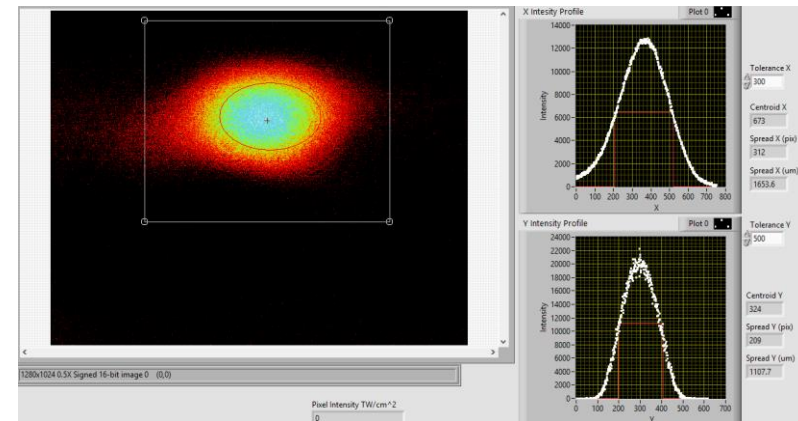 X Intesity Profile
Plot 0
14000
12000
10000
8000
6000
4000
2000
0
Intensity
0 100 200 300 400 500 600 700 800
X
Tolerance X
300
Centroid X
673
Spread X (pix)
312
Spread X (um)
1653.6
Y Intensity Profile
Plot 0
24000
22000
20000
18000
16000
14000
12000
10000
8000
6000
4000
2000
0
Intensity
0 100 200 300 400 500 600 700
Tolerance Y
500
Centroid Y
324
Spread Y (pix)
209
Spread Y (um)
1107.7
1280x1024 0.5X Signed 16-bit image 0 (0,0)
Pixel Intensity TW/cm^2
0